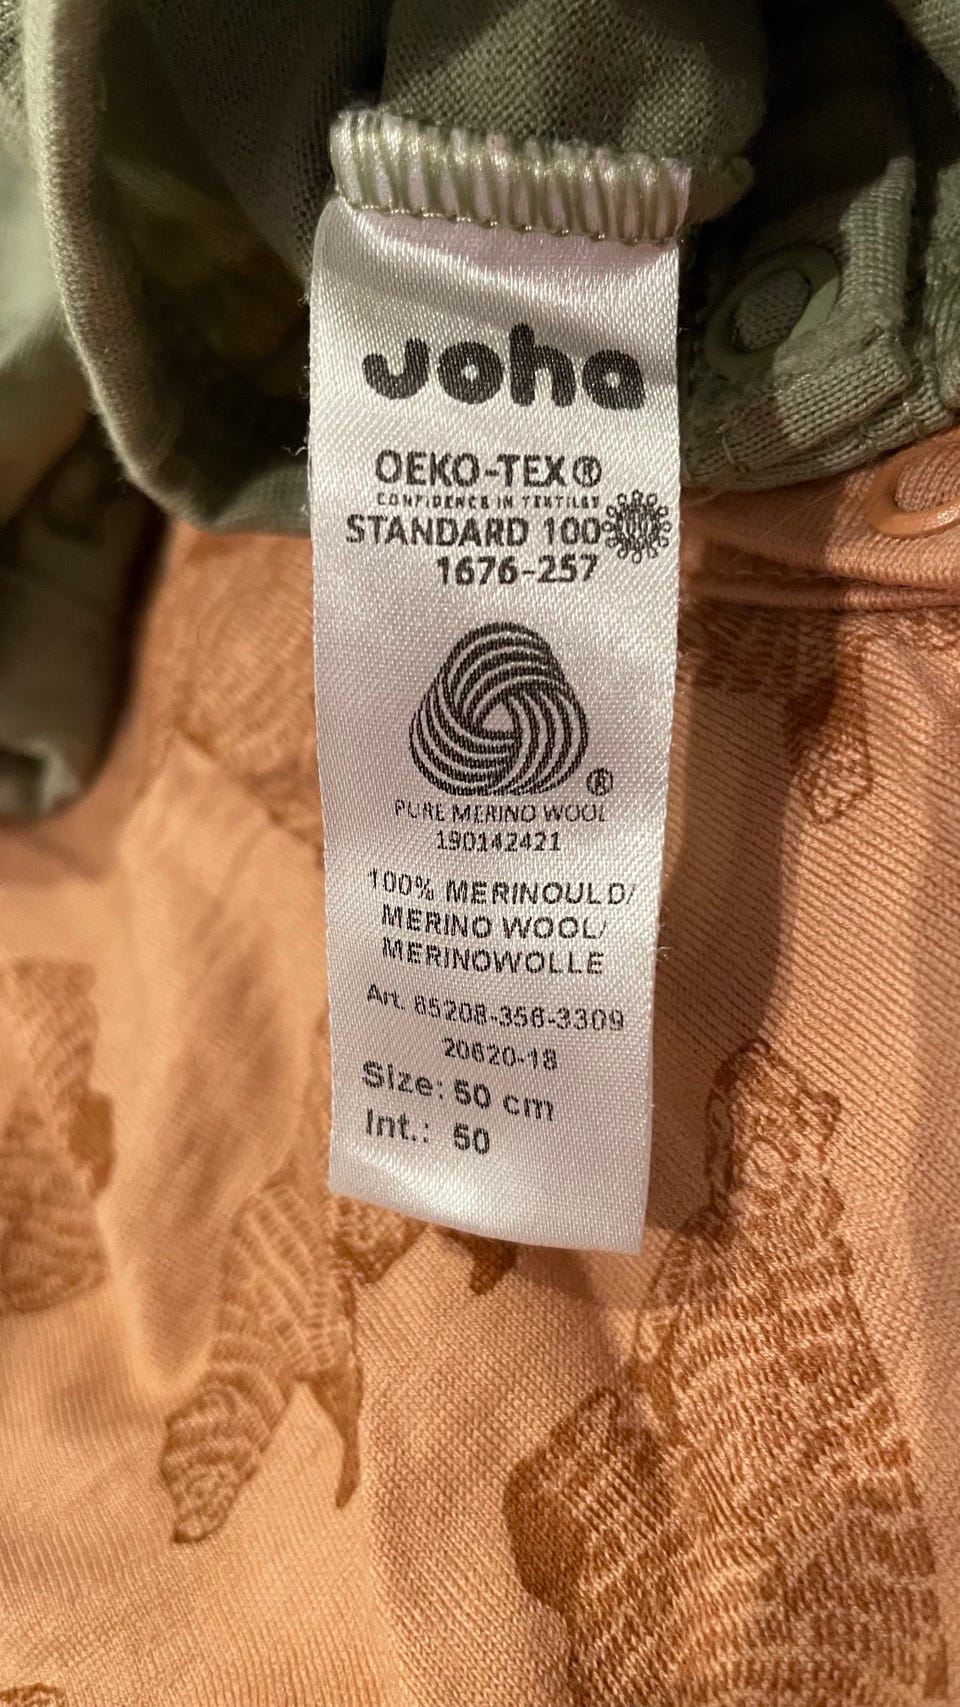 Joha
OEKO-TEX®
CONFIDENCE IN TEXTILES
STANDARD 100
1676-257
®
PURE MERINO WOOL
190142421
100% MERINOULD/
MERINO WOOL/
MERINOWOLLE
Art. 85208-356-3309
20620-18
Size: 50 cm
Int.: 50